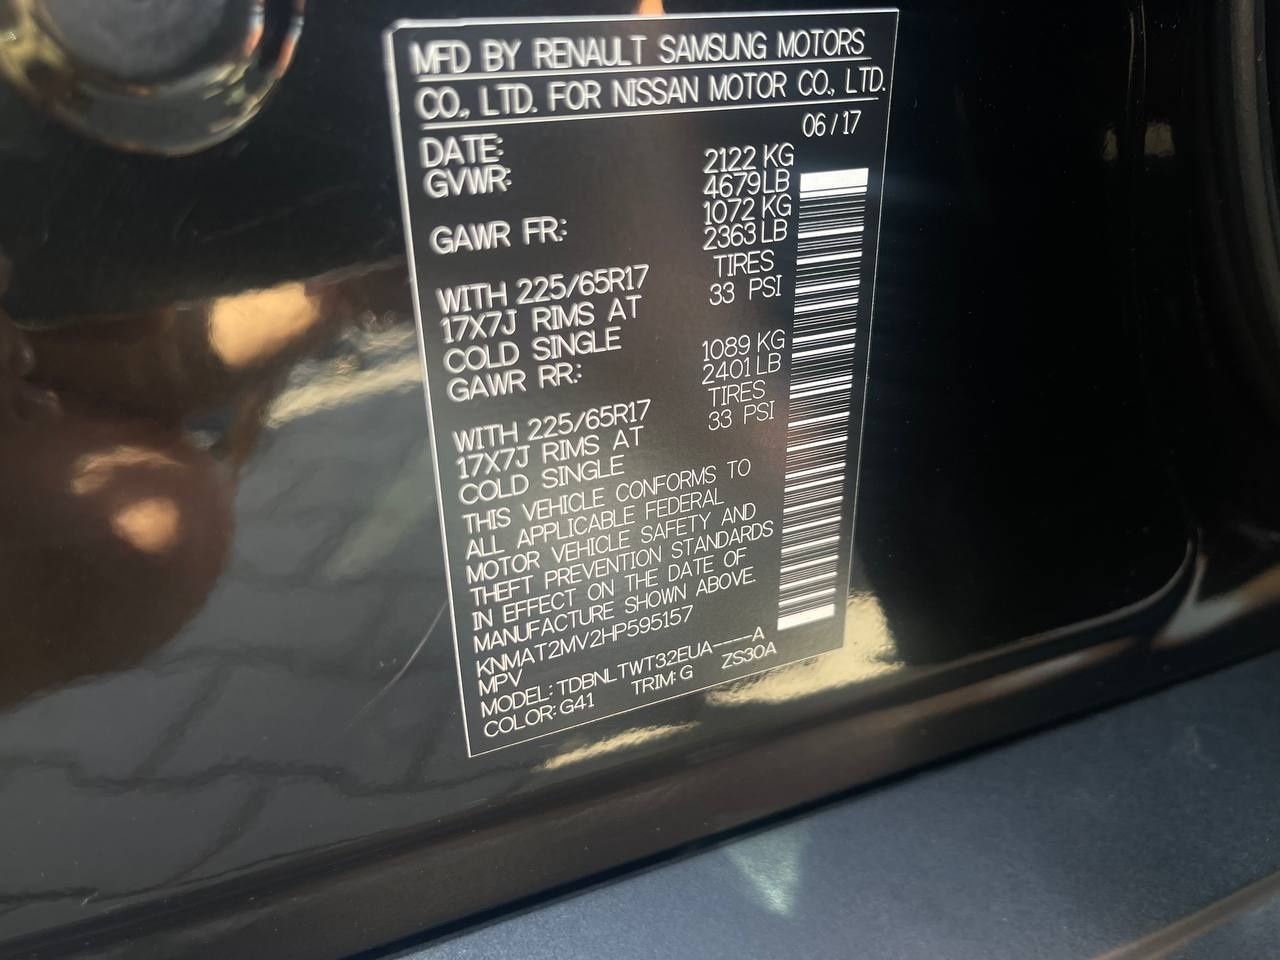 MFD BY RENAULT SAMSUNG MOTORS
CO., LTD. FOR NISSAN MOTOR CO., LTD.
DATE: 06/17
GVWR: 2122 KG
4679 LB
GAWR FR: 1072 KG
2363 LB
WITH 225/65R17 TIRES
17X7J RIMS AT 33 PSI
COLD SINGLE
GAWR RR: 1089 KG
2401 LB
WITH 225/65R17 TIRES
17X7J RIMS AT 33 PSI
COLD SINGLE
THIS VEHICLE CONFORMS TO
ALL APPLICABLE FEDERAL
MOTOR VEHICLE SAFETY AND
THEFT PREVENTION STANDARDS
IN EFFECT ON THE DATE OF
MANUFACTURE SHOWN ABOVE.
KNMAT2MV2HP595157
MPV
MODEL: TDBNLTWT32EUA----A
COLOR: G41 TRIM: G ZS30A